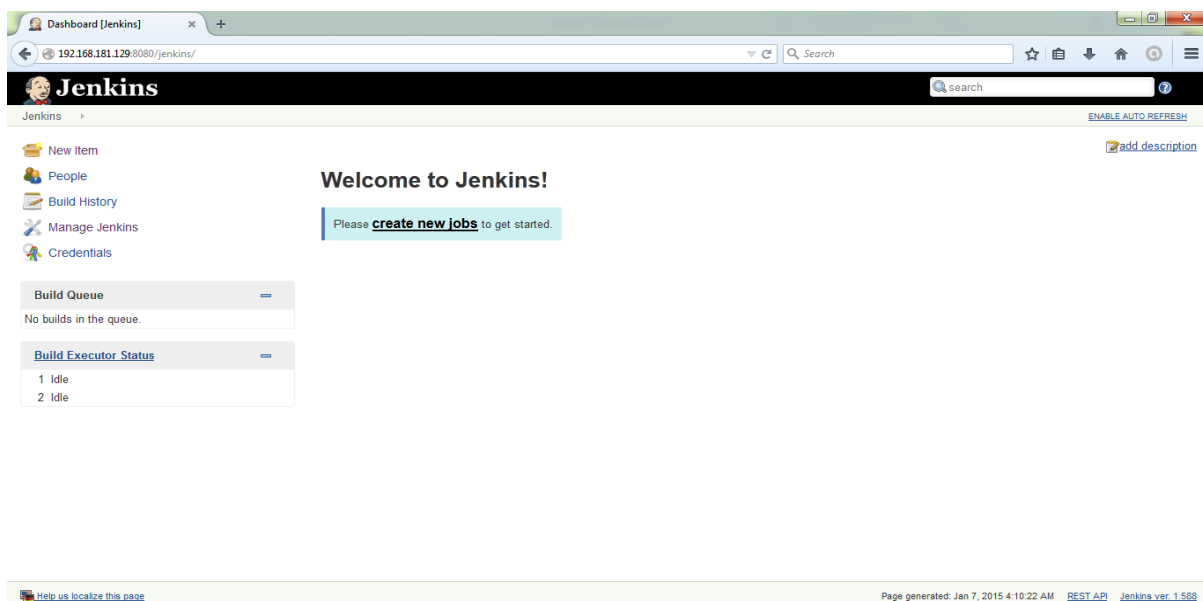 Dashboard [Jenkins]
192.168.181.129:8080/jenkins/
Search
Jenkins
search
Jenkins
ENABLE AUTO REFRESH
New Item
People
Build History
Manage Jenkins
Credentials
add description
Welcome to Jenkins!
Please create new jobs to get started.
Build Queue
No builds in the queue.
Build Executor Status
1 Idle
2 Idle
Help us localize this page
Page generated: Jan 7, 2015 4:10:22 AM REST API Jenkins ver. 1.588